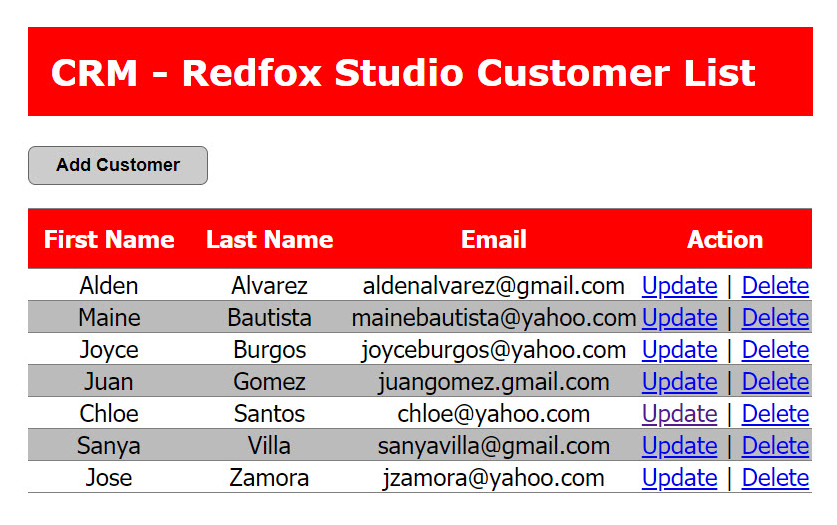 CRM - Redfox Studio Customer List
Add Customer
First Name Last Name Email Action
Alden Alvarez aldenalvarez@gmail.com Update | Delete
Maine Bautista mainebautista@yahoo.com Update | Delete
Joyce Burgos joyceburgos@yahoo.com Update | Delete
Juan Gomez juangomez.gmail.com Update | Delete
Chloe Santos chloe@yahoo.com Update | Delete
Sanya Villa sanyavilla@gmail.com Update | Delete
Jose Zamora jzamora@yahoo.com Update | Delete